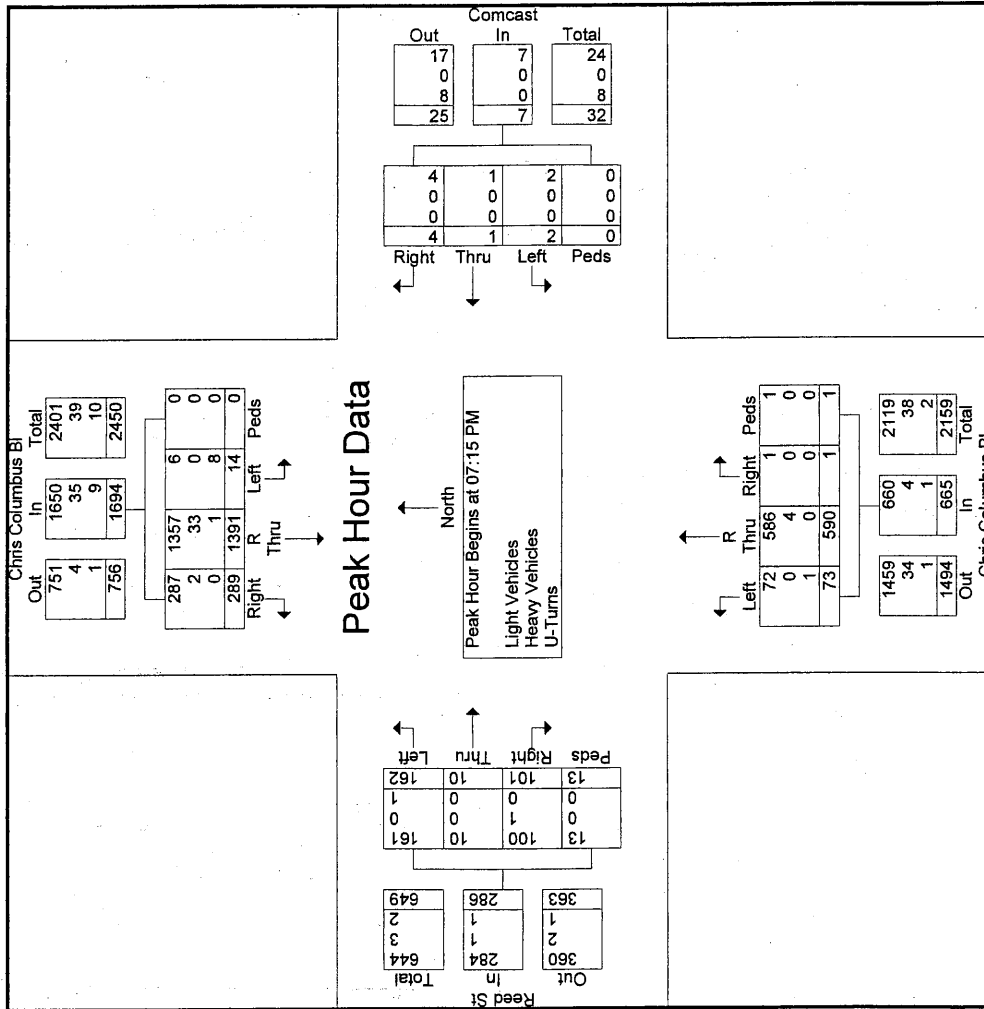 Comcast
Out In Total
17 7 24
0 0 0
8 0 8
25 7 32
4 1 2 0
0 0 0 0
0 0 0 0
4 1 2 0
Right Thru Left Peds
Chris Columbus Bl
Out In Total
751 1650 2401
4 35 39
1 9 10
756 1694 2450
287 1357 6 0
2 33 0 0
0 1 8 0
289 1391 14 0
Right R Left Peds
Thru
Peak Hour Data
North
Peak Hour Begins at 07:15 PM
Light Vehicles
Heavy Vehicles
U-Turns
Left R Right Peds
Thru
72 586 1 1
0 4 0 0
1 0 0 0
73 590 1 1
1459 660 2119
34 4 38
1 1 2
1494 665 2159
Out In Total
Chris Columbus Bl
Left Thru Right Peds
162 10 101 13
1 0 0 0
0 0 1 0
161 10 100 13
649 286 363
2 1 1
3 1 2
644 284 360
Total In Out
Reed St